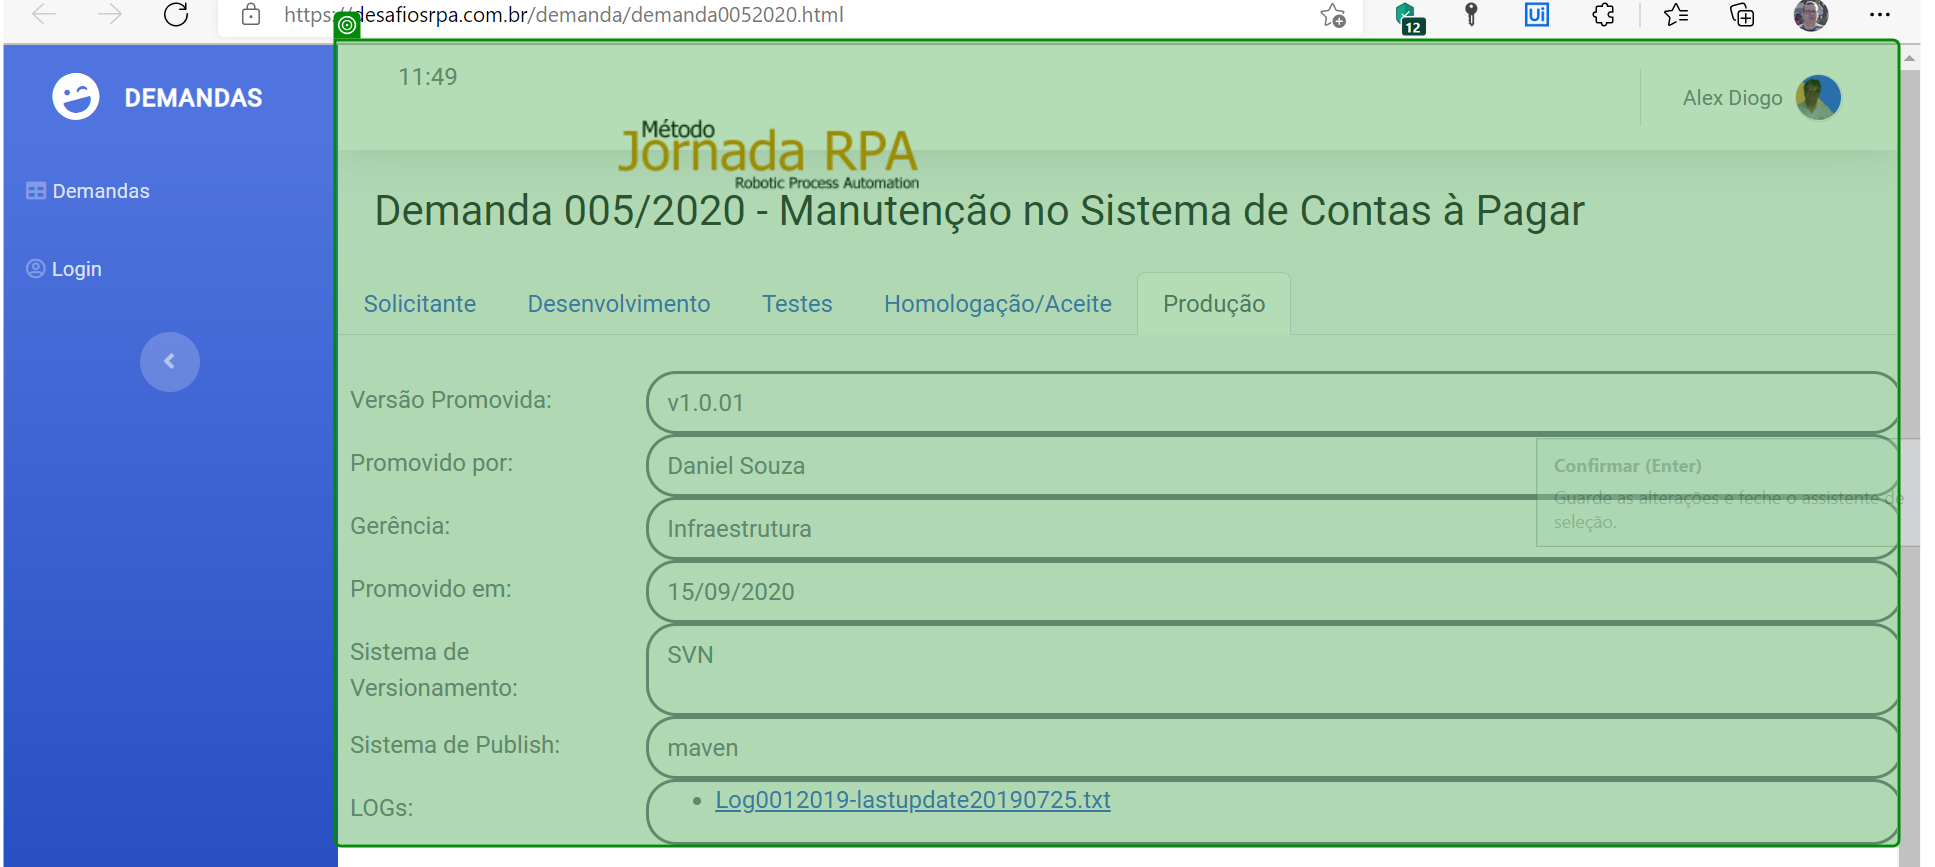 https://desafiosrpa.com.br/demanda/demanda0052020.html
12
Ui
DEMANDAS
Demandas
Login
11:49
Alex Diogo
Método
Jornada RPA
Robotic Process Automation
Demanda 005/2020 - Manutenção no Sistema de Contas à Pagar
Solicitante Desenvolvimento Testes Homologação/Aceite Produção
Versão Promovida: v1.0.01
Promovido por: Daniel Souza
Confirmar (Enter)
Guarde as alterações e feche o assistente de
seleção.
Gerência: Infraestrutura
Promovido em: 15/09/2020
Sistema de
Versionamento: SVN
Sistema de Publish: maven
LOGs: • Log0012019-lastupdate20190725.txt